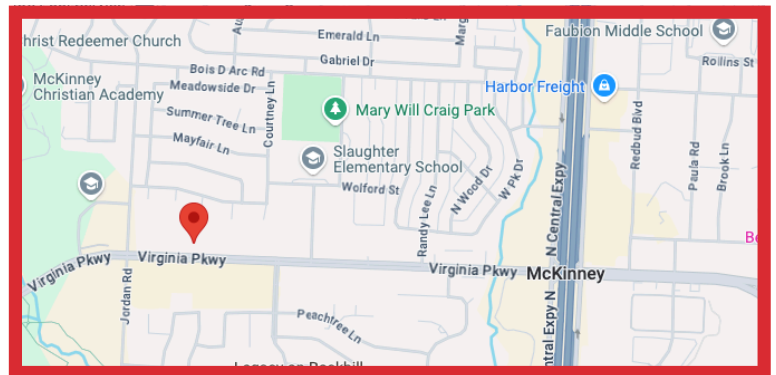 Emerald Ln
Faubion Middle School
hrist Redeemer Church
Gabriel Dr
Rollins St
Bois D Arc Rd
McKinney
Christian Academy
Meadowside Dr
Harbor Freight
Courtney Ln
Mary Will Craig Park
Summer Tree Ln
Redbud Blvd
Mayfair Ln
Slaughter
Elementary School
Paula Rd
Brook Ln
Wolford St
N Wood Dr
W Pk Dr
N Central Expy
Randy Lee Ln
Be
Virginia Pkwy
Virginia Pkwy
Virginia Pkwy
McKinney
Jordan Rd
Peachtree Ln
ntral Expy N